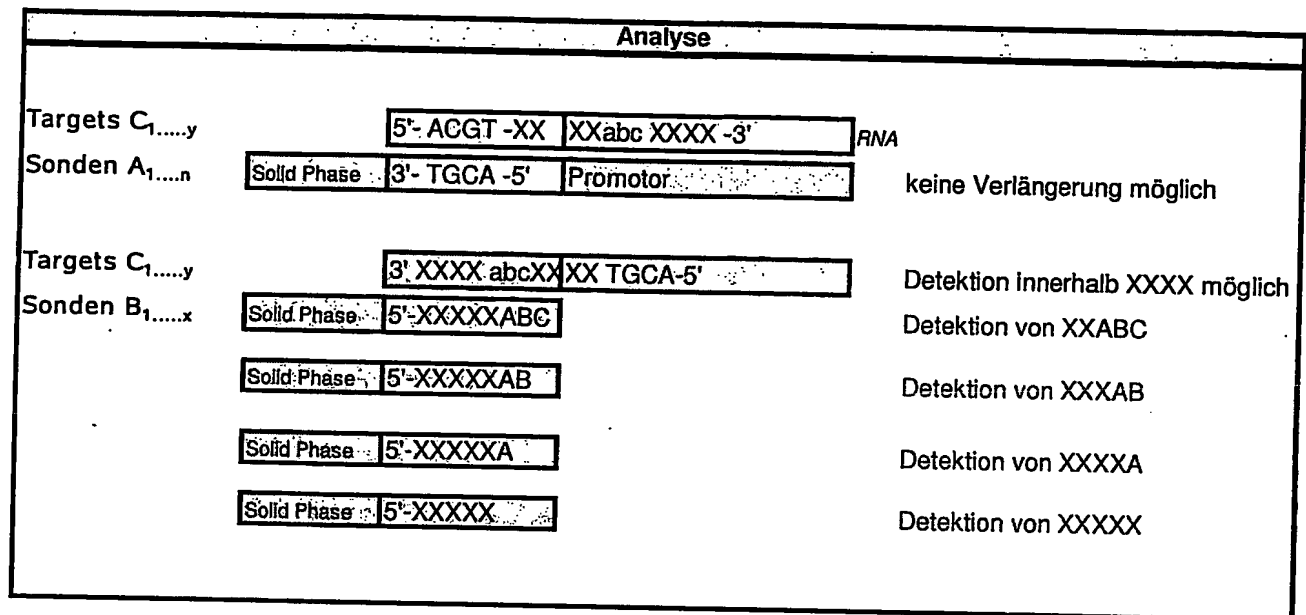 Analyse
Targets C1.....y 5'- ACGT -XX XXabc XXXX -3' RNA
Sonden A1....n Solid Phase 3'- TGCA -5' Promotor keine Verlängerung möglich
Targets C1.....y 3' XXXX abcXX XX TGCA-5' Detektion innerhalb XXXX möglich
Sonden B1.....x Solid Phase 5'-XXXXXABC Detektion von XXABC
Solid Phase 5'-XXXXXAB Detektion von XXXAB
Solid Phase 5'-XXXXXA Detektion von XXXXA
Solid Phase 5'-XXXXX Detektion von XXXXX